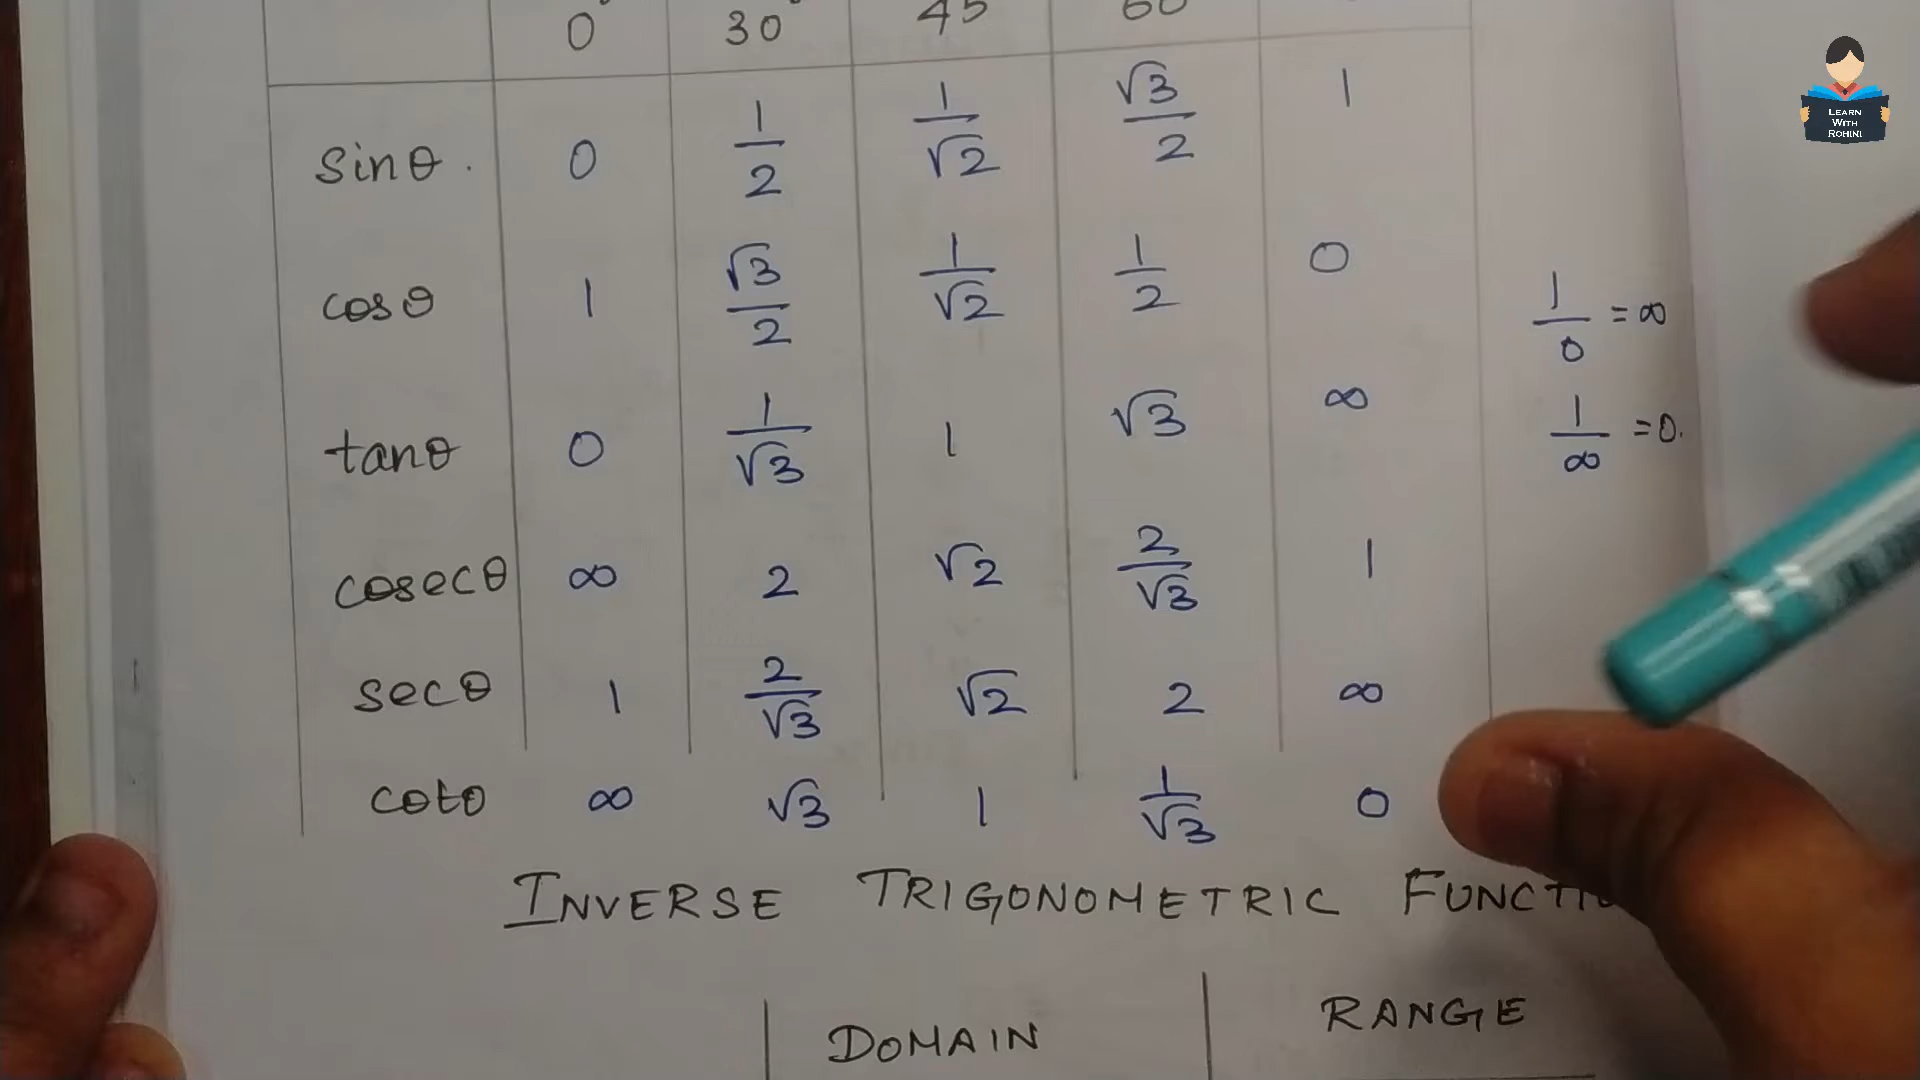 0° 30° 45 60
sinθ. 0 1/2 1/√2 √3/2 1
cosθ 1 √3/2 1/√2 1/2 0
tanθ 0 1/√3 1 √3 ∞
cosecθ ∞ 2 √2 2/√3 1
secθ 1 2/√3 √2 2 ∞
cotθ ∞ √3 1 1/√3 0
1/0 = ∞
1/∞ = 0.
INVERSE TRIGONOMETRIC FUNCTIO
DOMAIN RANGE
LEARN
WITH
ROHINI